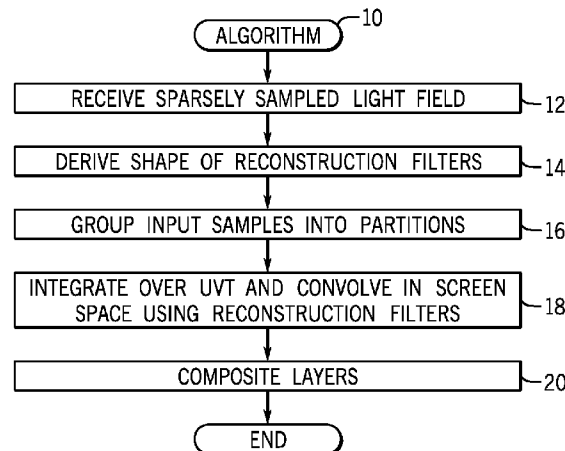 ALGORITHM 10
RECEIVE SPARSELY SAMPLED LIGHT FIELD 12
DERIVE SHAPE OF RECONSTRUCTION FILTERS 14
GROUP INPUT SAMPLES INTO PARTITIONS 16
INTEGRATE OVER UVT AND CONVOLVE IN SCREEN
SPACE USING RECONSTRUCTION FILTERS 18
COMPOSITE LAYERS 20
END